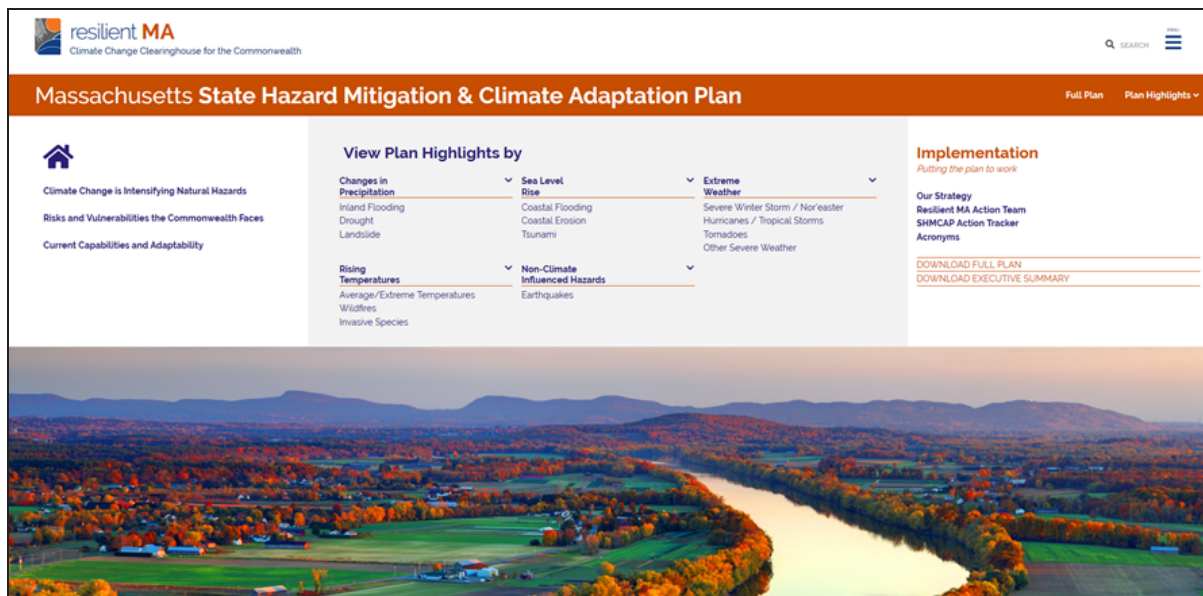 resilient MA
Climate Change Clearinghouse for the Commonwealth
SEARCH
MENU
Massachusetts State Hazard Mitigation & Climate Adaptation Plan
Full Plan
Plan Highlights
Climate Change is Intensifying Natural Hazards
Risks and Vulnerabilities the Commonwealth Faces
Current Capabilities and Adaptability
View Plan Highlights by
Changes in
Precipitation
Inland Flooding
Drought
Landslide
Sea Level
Rise
Coastal Flooding
Coastal Erosion
Tsunami
Extreme
Weather
Severe Winter Storm / Nor'easter
Hurricanes / Tropical Storms
Tornadoes
Other Severe Weather
Rising
Temperatures
Average/Extreme Temperatures
Wildfires
Invasive Species
Non-Climate
Influenced Hazards
Earthquakes
Implementation
Putting the plan to work
Our Strategy
Resilient MA Action Team
SHMCAP Action Tracker
Acronyms
DOWNLOAD FULL PLAN
DOWNLOAD EXECUTIVE SUMMARY